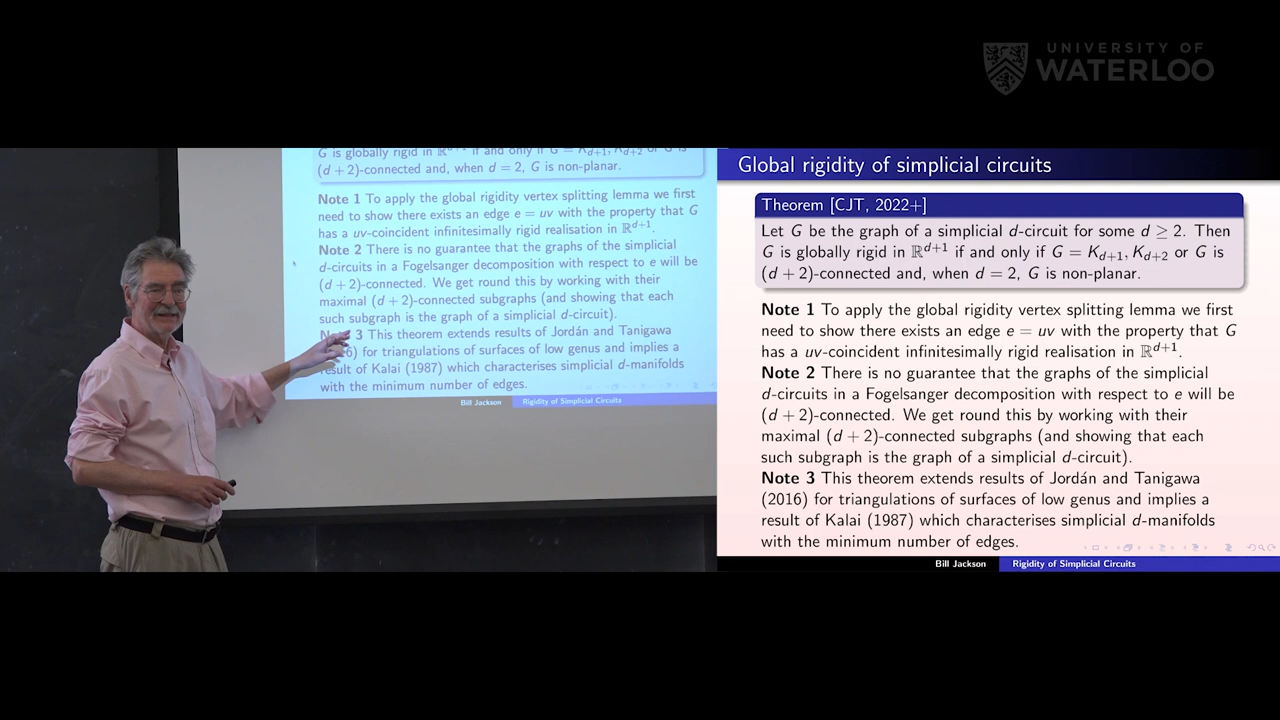 UNIVERSITY OF
WATERLOO
G is globally rigid in ℝᵈ⁺¹ if and only if G = K_{d+1}, K_{d+2} or G is
(d + 2)-connected and, when d = 2, G is non-planar.
Note 1 To apply the global rigidity vertex splitting lemma we first
need to show there exists an edge e = uv with the property that G
has a uv-coincident infinitesimally rigid realisation in ℝᵈ⁺¹.
Note 2 There is no guarantee that the graphs of the simplicial
d-circuits in a Fogelsanger decomposition with respect to e will be
(d + 2)-connected. We get round this by working with their
maximal (d + 2)-connected subgraphs (and showing that each
such subgraph is the graph of a simplicial d-circuit).
3 This theorem extends results of Jordán and Tanigawa
for triangulations of surfaces of low genus and implies a
result of Kalai (1987) which characterises simplicial d-manifolds
with the minimum number of edges.
Bill Jackson Rigidity of Simplicial Circuits
Global rigidity of simplicial circuits
Theorem [CJT, 2022+]
Let G be the graph of a simplicial d-circuit for some d ≥ 2. Then
G is globally rigid in ℝᵈ⁺¹ if and only if G = K_{d+1}, K_{d+2} or G is
(d + 2)-connected and, when d = 2, G is non-planar.
Note 1 To apply the global rigidity vertex splitting lemma we first
need to show there exists an edge e = uv with the property that G
has a uv-coincident infinitesimally rigid realisation in ℝᵈ⁺¹.
Note 2 There is no guarantee that the graphs of the simplicial
d-circuits in a Fogelsanger decomposition with respect to e will be
(d + 2)-connected. We get round this by working with their
maximal (d + 2)-connected subgraphs (and showing that each
such subgraph is the graph of a simplicial d-circuit).
Note 3 This theorem extends results of Jordán and Tanigawa
(2016) for triangulations of surfaces of low genus and implies a
result of Kalai (1987) which characterises simplicial d-manifolds
with the minimum number of edges.
Bill Jackson Rigidity of Simplicial Circuits